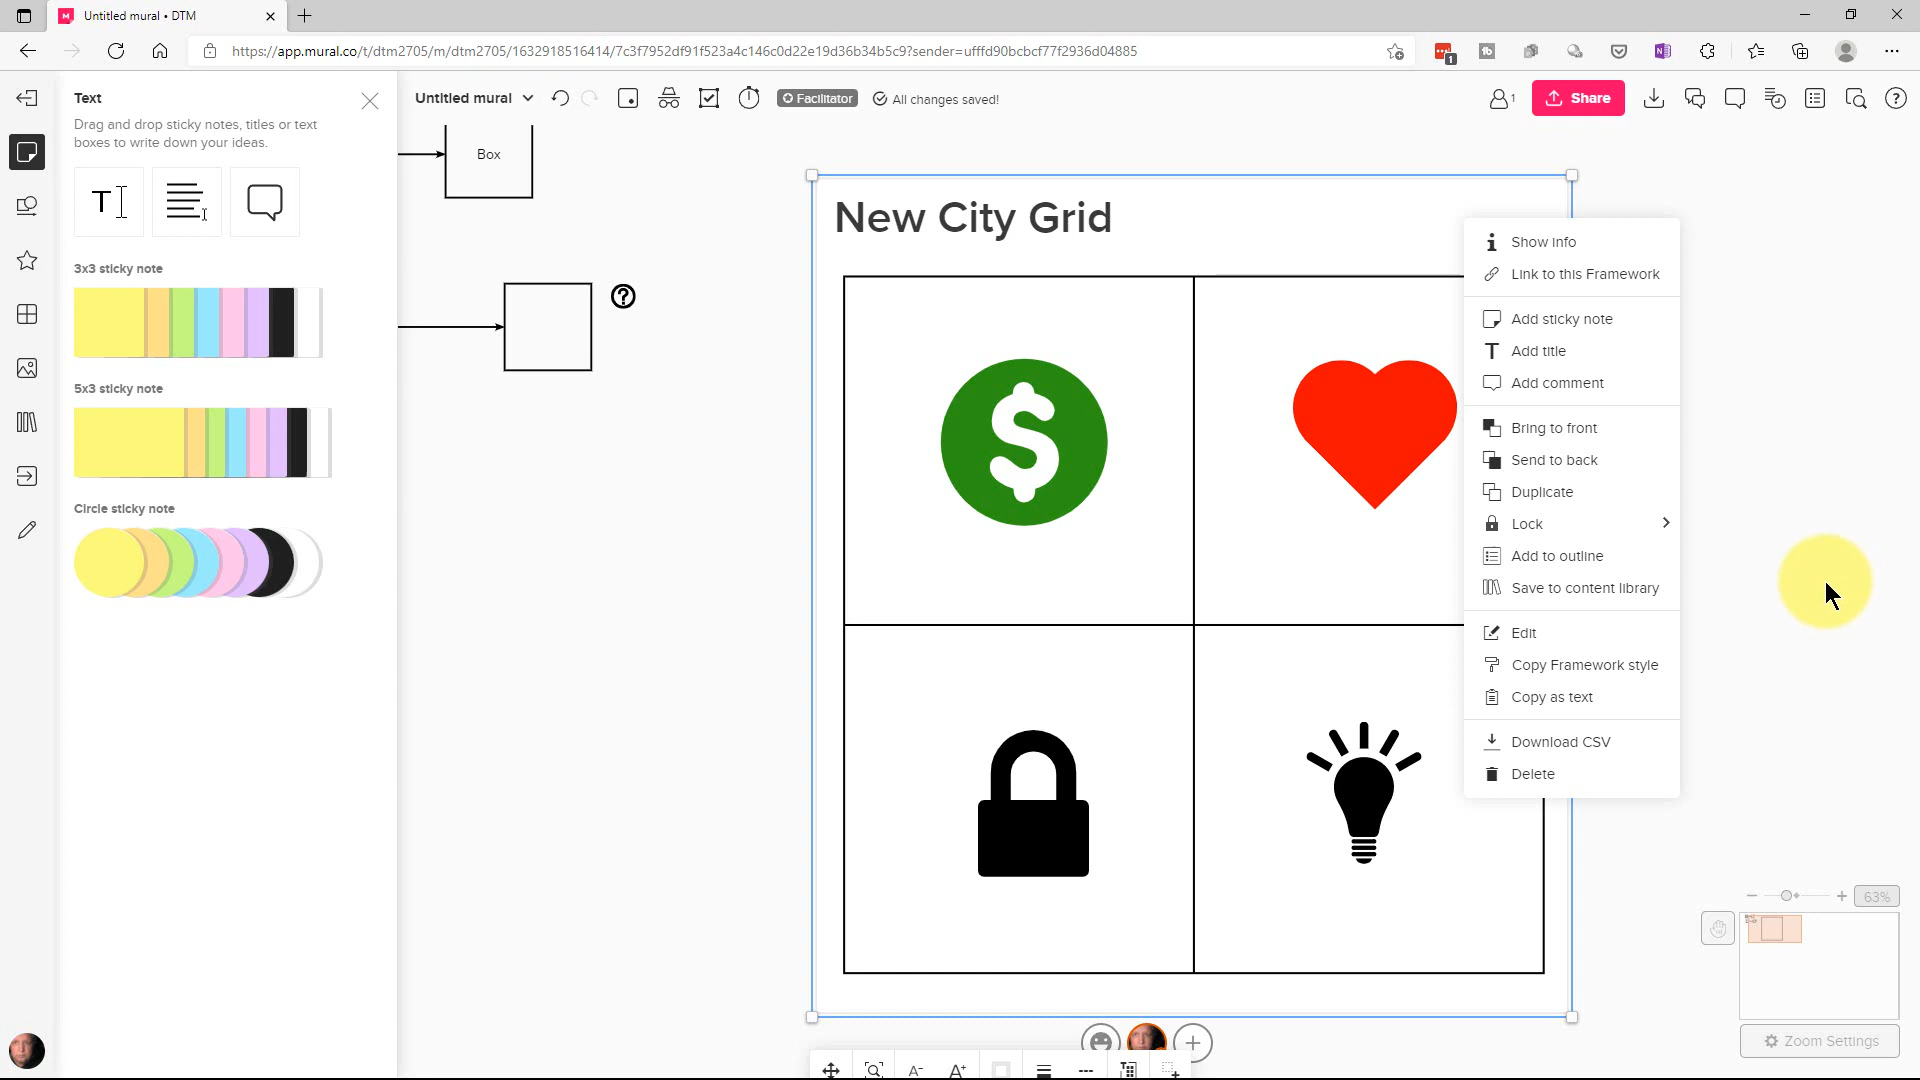 Untitled mural • DTM
https://app.mural.co/t/dtm2705/m/dtm2705/1632918516414/7c3f7952df91f523a4c146c0d22e19d36b34b5c9?sender=ufffd90bcbcf77f2936d04885
1
Text
Drag and drop sticky notes, titles or text
boxes to write down your ideas.
T
3x3 sticky note
5x3 sticky note
Circle sticky note
Untitled mural
Facilitator
All changes saved!
1
Share
Box
New City Grid
$
Show info
Link to this Framework
Add sticky note
Add title
Add comment
Bring to front
Send to back
Duplicate
Lock
Add to outline
Save to content library
Edit
Copy Framework style
Copy as text
Download CSV
Delete
63%
Zoom Settings
A-
A+